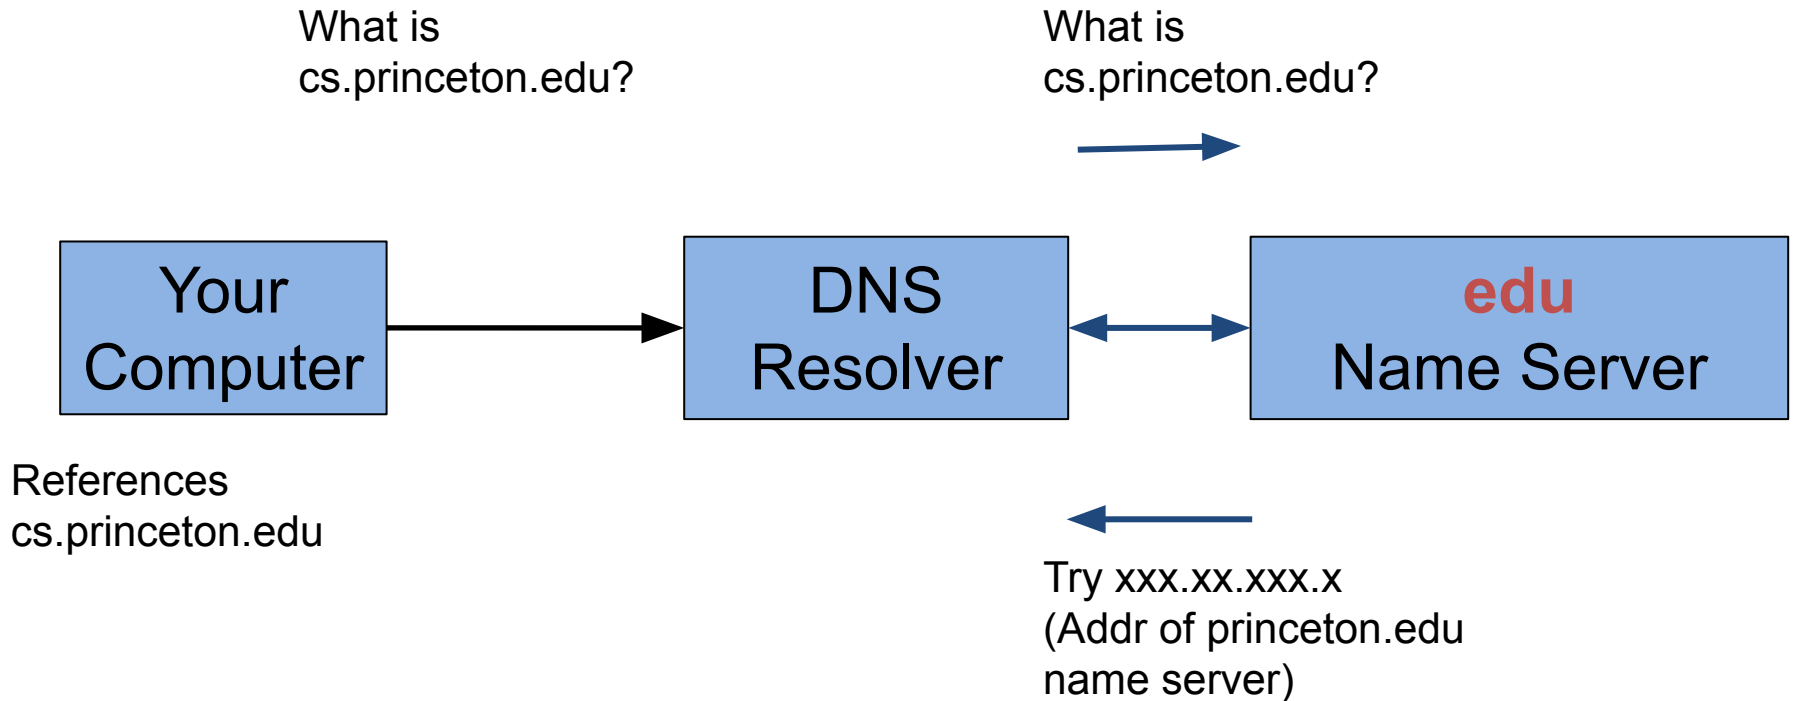 What is
cs.princeton.edu?
What is
cs.princeton.edu?
Your
Computer
DNS
Resolver
edu
Name Server
References
cs.princeton.edu
Try xxx.xx.xxx.x
(Addr of princeton.edu
name server)